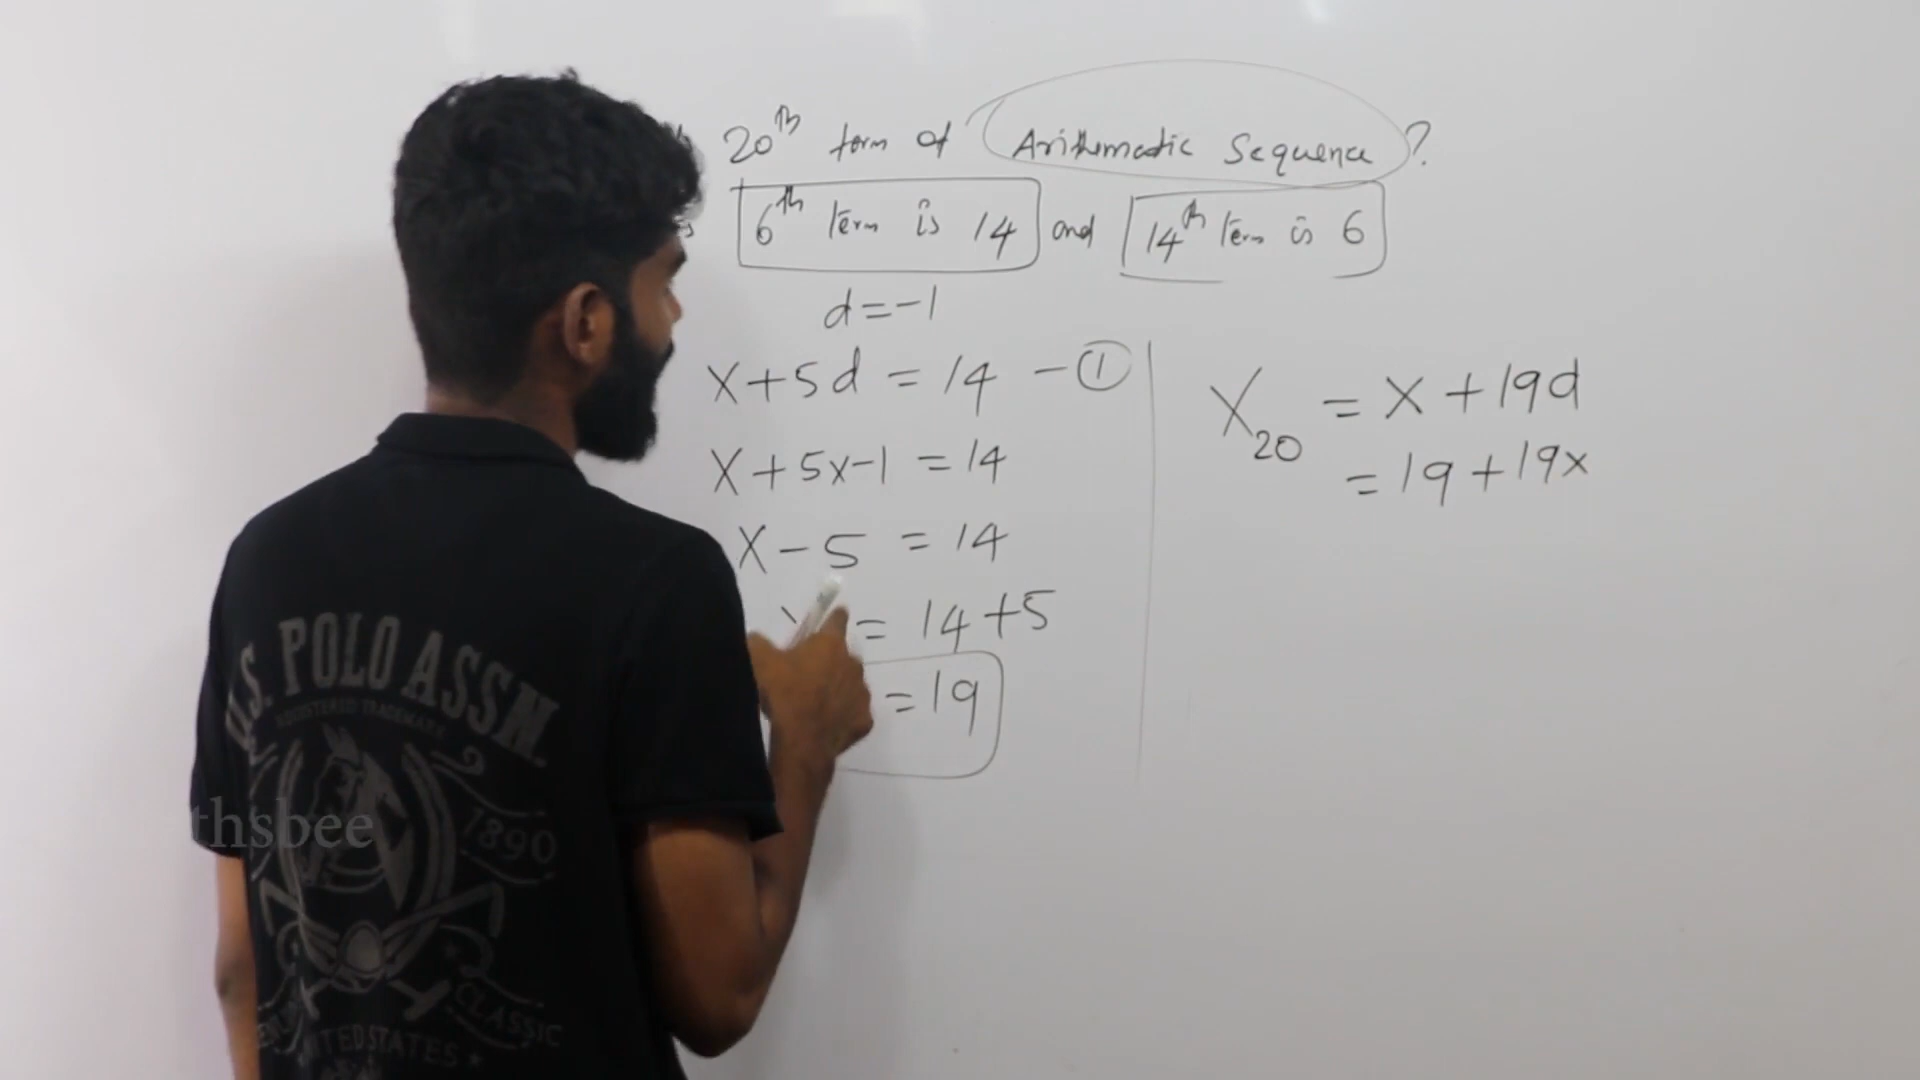 20th term of Arithematic Sequence ?
6th term is 14 and 14th term is 6
d=-1
x+5d = 14 - ①
x+5x-1 = 14
x-5 = 14
= 14+5
= 19
X20 = x+19d
= 19+19x
thsbee
U.S. POLO ASSN.
REGISTERED TRADEMARK
1890
CLASSIC
UNITED STATES